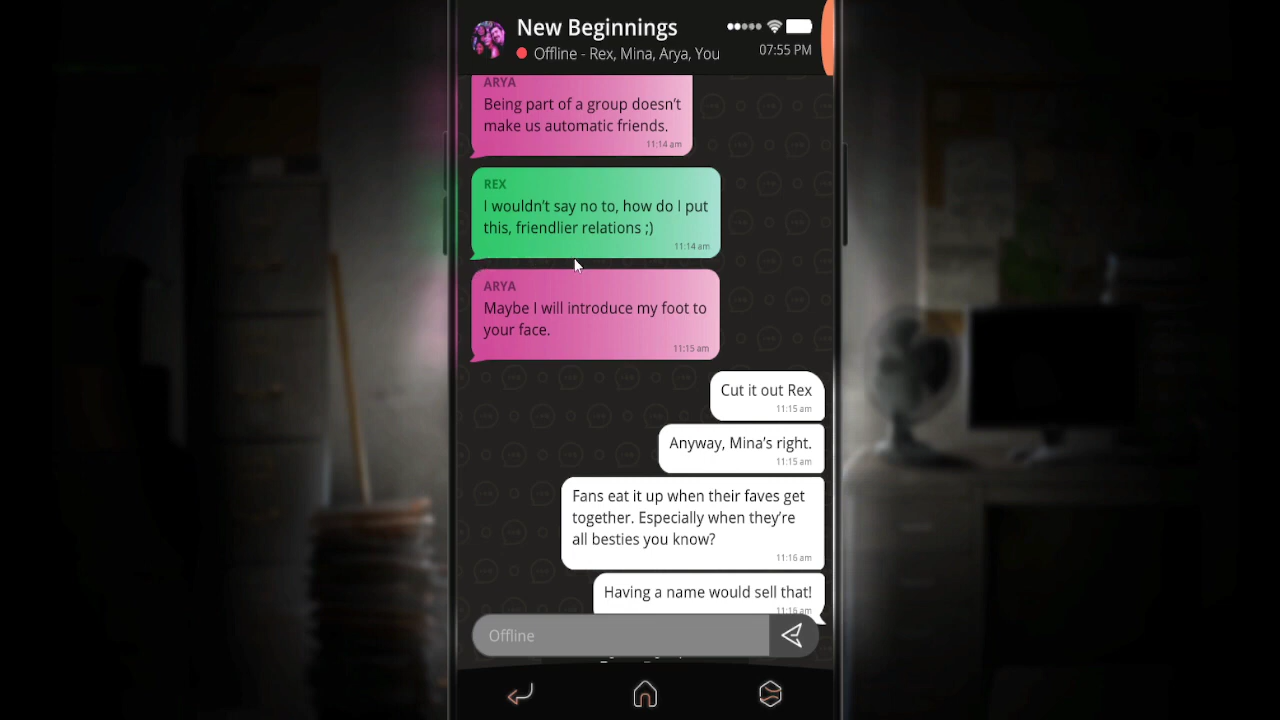 New Beginnings
Offline - Rex, Mina, Arya, You
07:55 PM
ARYA
Being part of a group doesn't
make us automatic friends.
11:14 am
REX
I wouldn't say no to, how do I put
this, friendlier relations ;)
11:14 am
ARYA
Maybe I will introduce my foot to
your face.
11:15 am
Cut it out Rex
11:15 am
Anyway, Mina's right.
11:15 am
Fans eat it up when their faves get
together. Especially when they're
all besties you know?
11:16 am
Having a name would sell that!
11:16 am
Offline